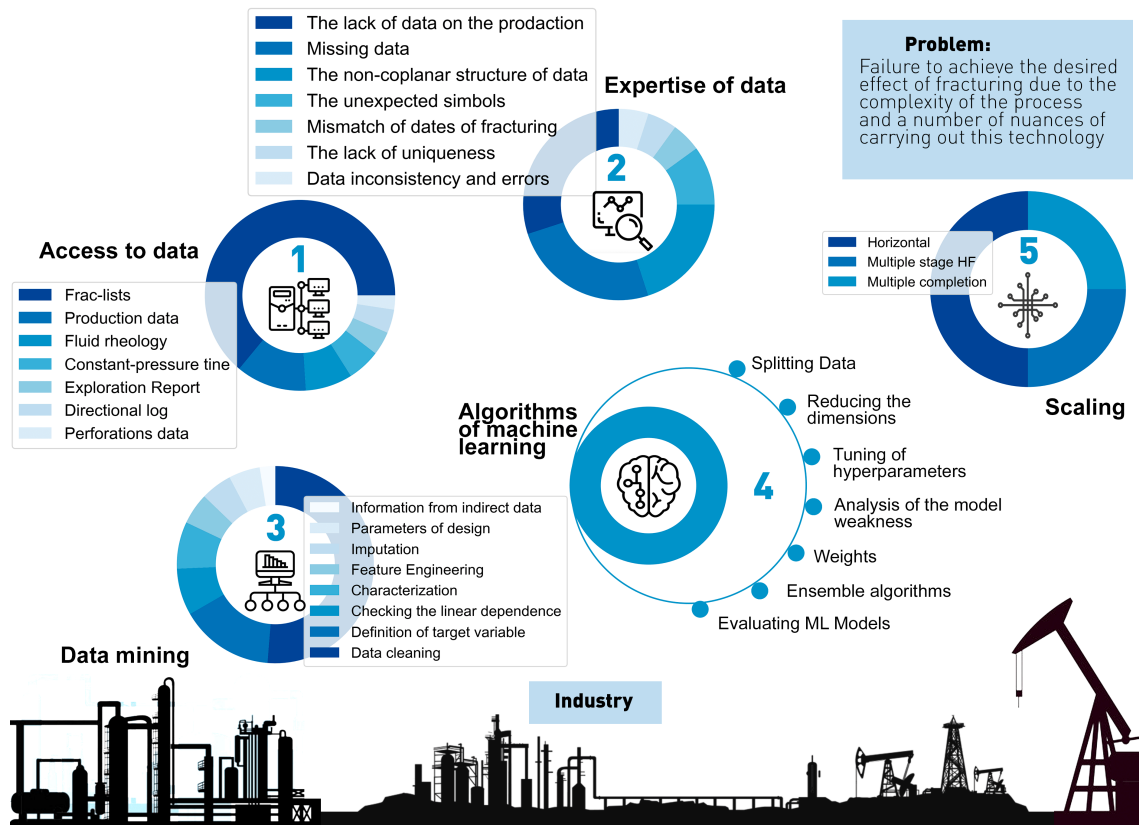 The lack of data on the production
Missing data
The non-coplanar structure of data
The unexpected simbols
Mismatch of dates of fracturing
The lack of uniqueness
Data inconsistency and errors
Expertise of data
2
Problem:
Failure to achieve the desired
effect of fracturing due to the
complexity of the process
and a number of nuances of
carrying out this technology
Access to data
1
Frac-lists
Production data
Fluid rheology
Constant-pressure tine
Exploration Report
Directional log
Perforations data
5
Horizontal
Multiple stage HF
Multiple completion
Scaling
Algorithms
of machine
learning
4
Splitting Data
Reducing the
dimensions
Tuning of
hyperparameters
Analysis of the model
weakness
Weights
Ensemble algorithms
Evaluating ML Models
3
Information from indirect data
Parameters of design
Imputation
Feature Engineering
Characterization
Checking the linear dependence
Definition of target variable
Data cleaning
Data mining
Industry